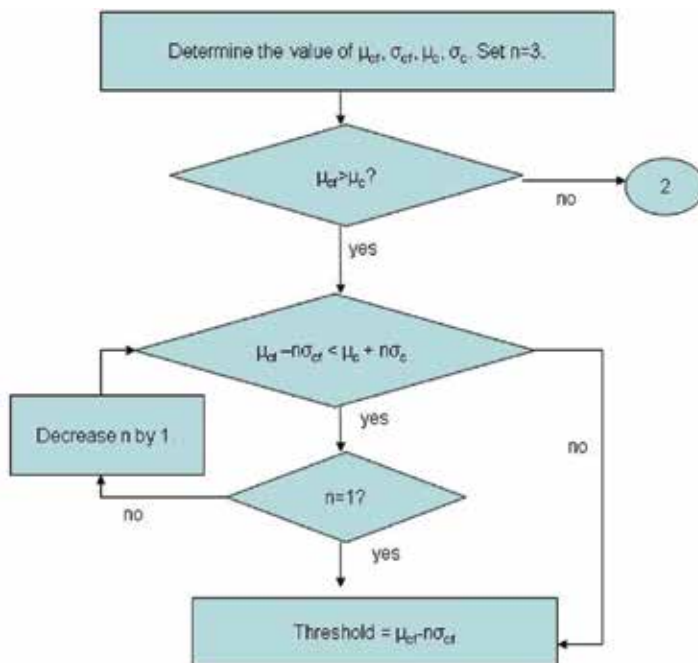 Determine the value of μcf, σcf, μc, σc. Set n=3.
μcf>μc?
no
2
yes
μcf –nσcf < μc + nσc
yes
no
Decrease n by 1.
n=1?
no
yes
Threshold = μcf-nσcf